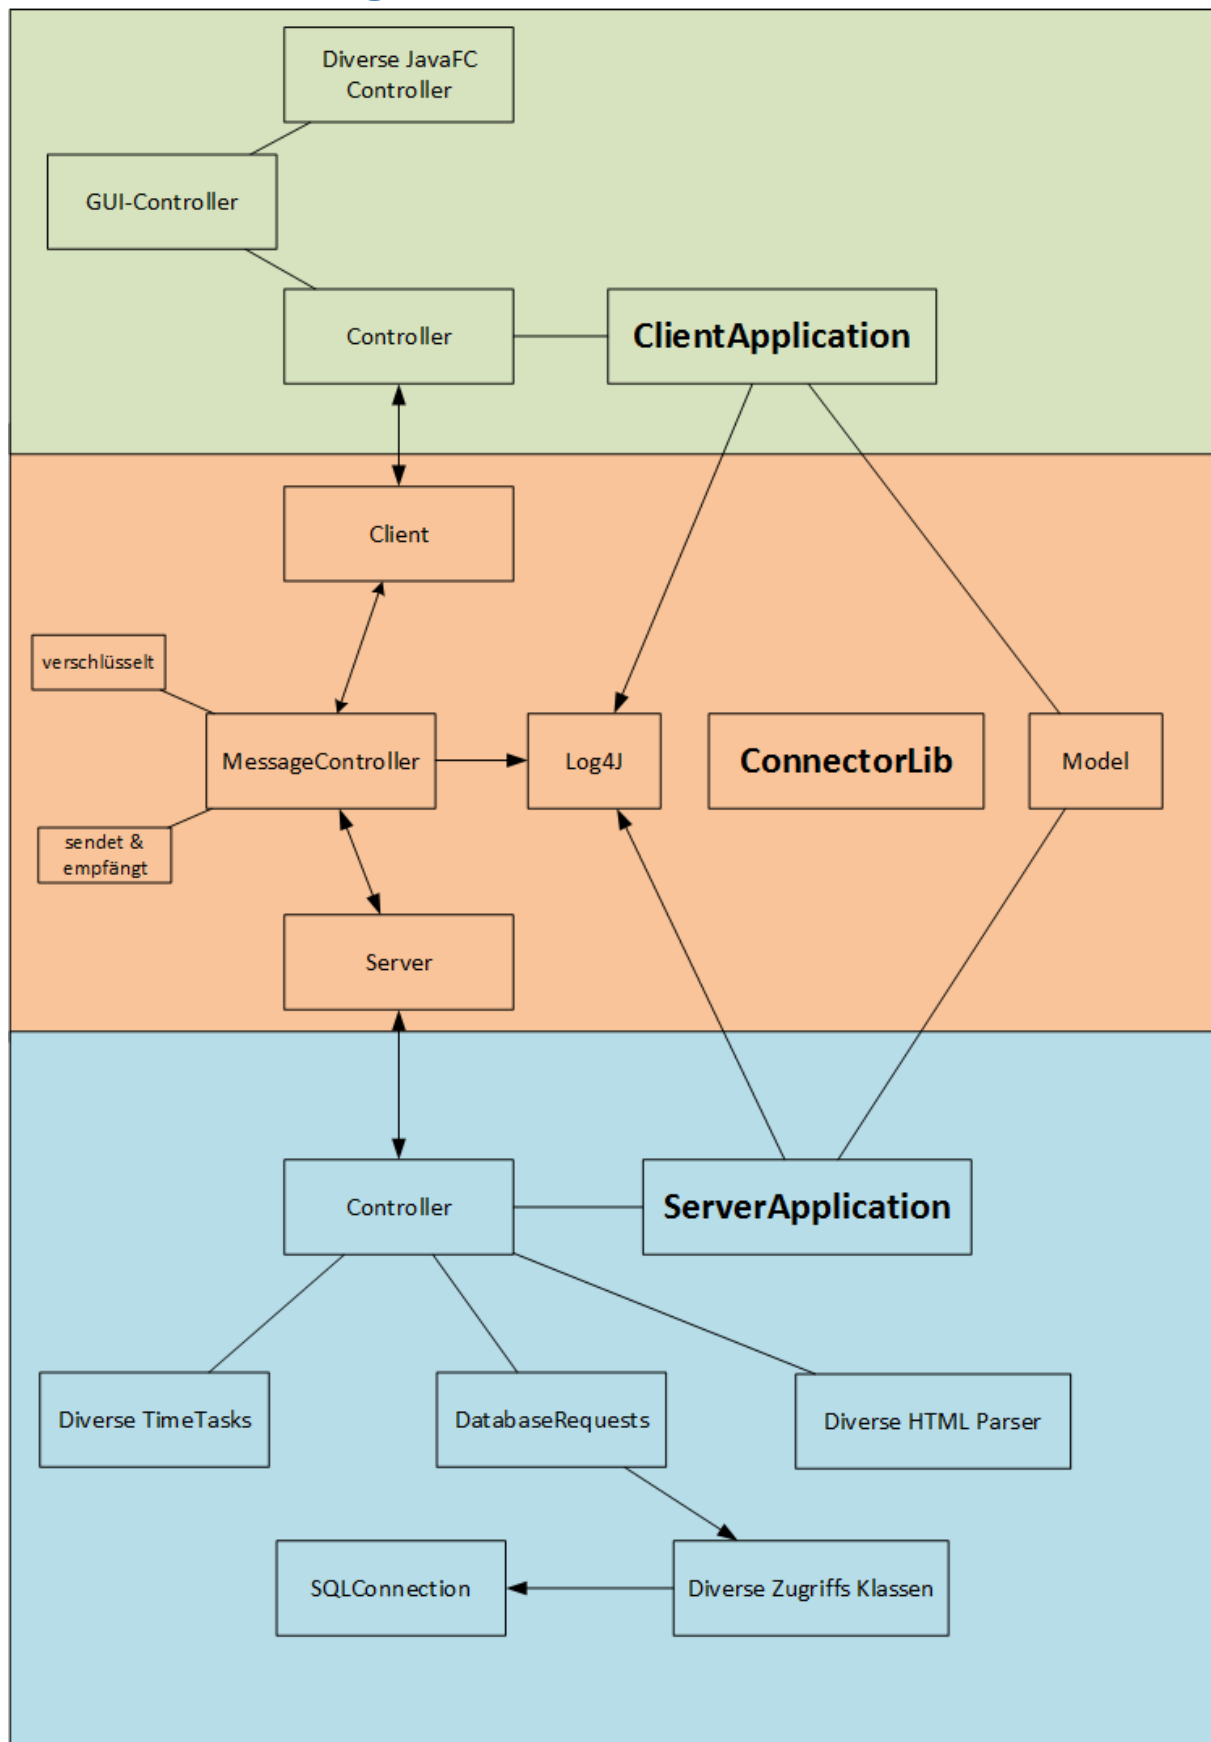 Diverse JavaFC
Controller
GUI-Controller
Controller
ClientApplication
Client
verschlüsselt
MessageController
Log4J
ConnectorLib
Model
sendet &
empfängt
Server
Controller
ServerApplication
Diverse TimeTasks
DatabaseRequests
Diverse HTML Parser
SQLConnection
Diverse Zugriffs Klassen